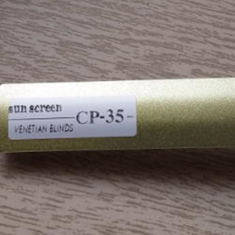 sun screen
VENETIAN BLINDS CP-35-